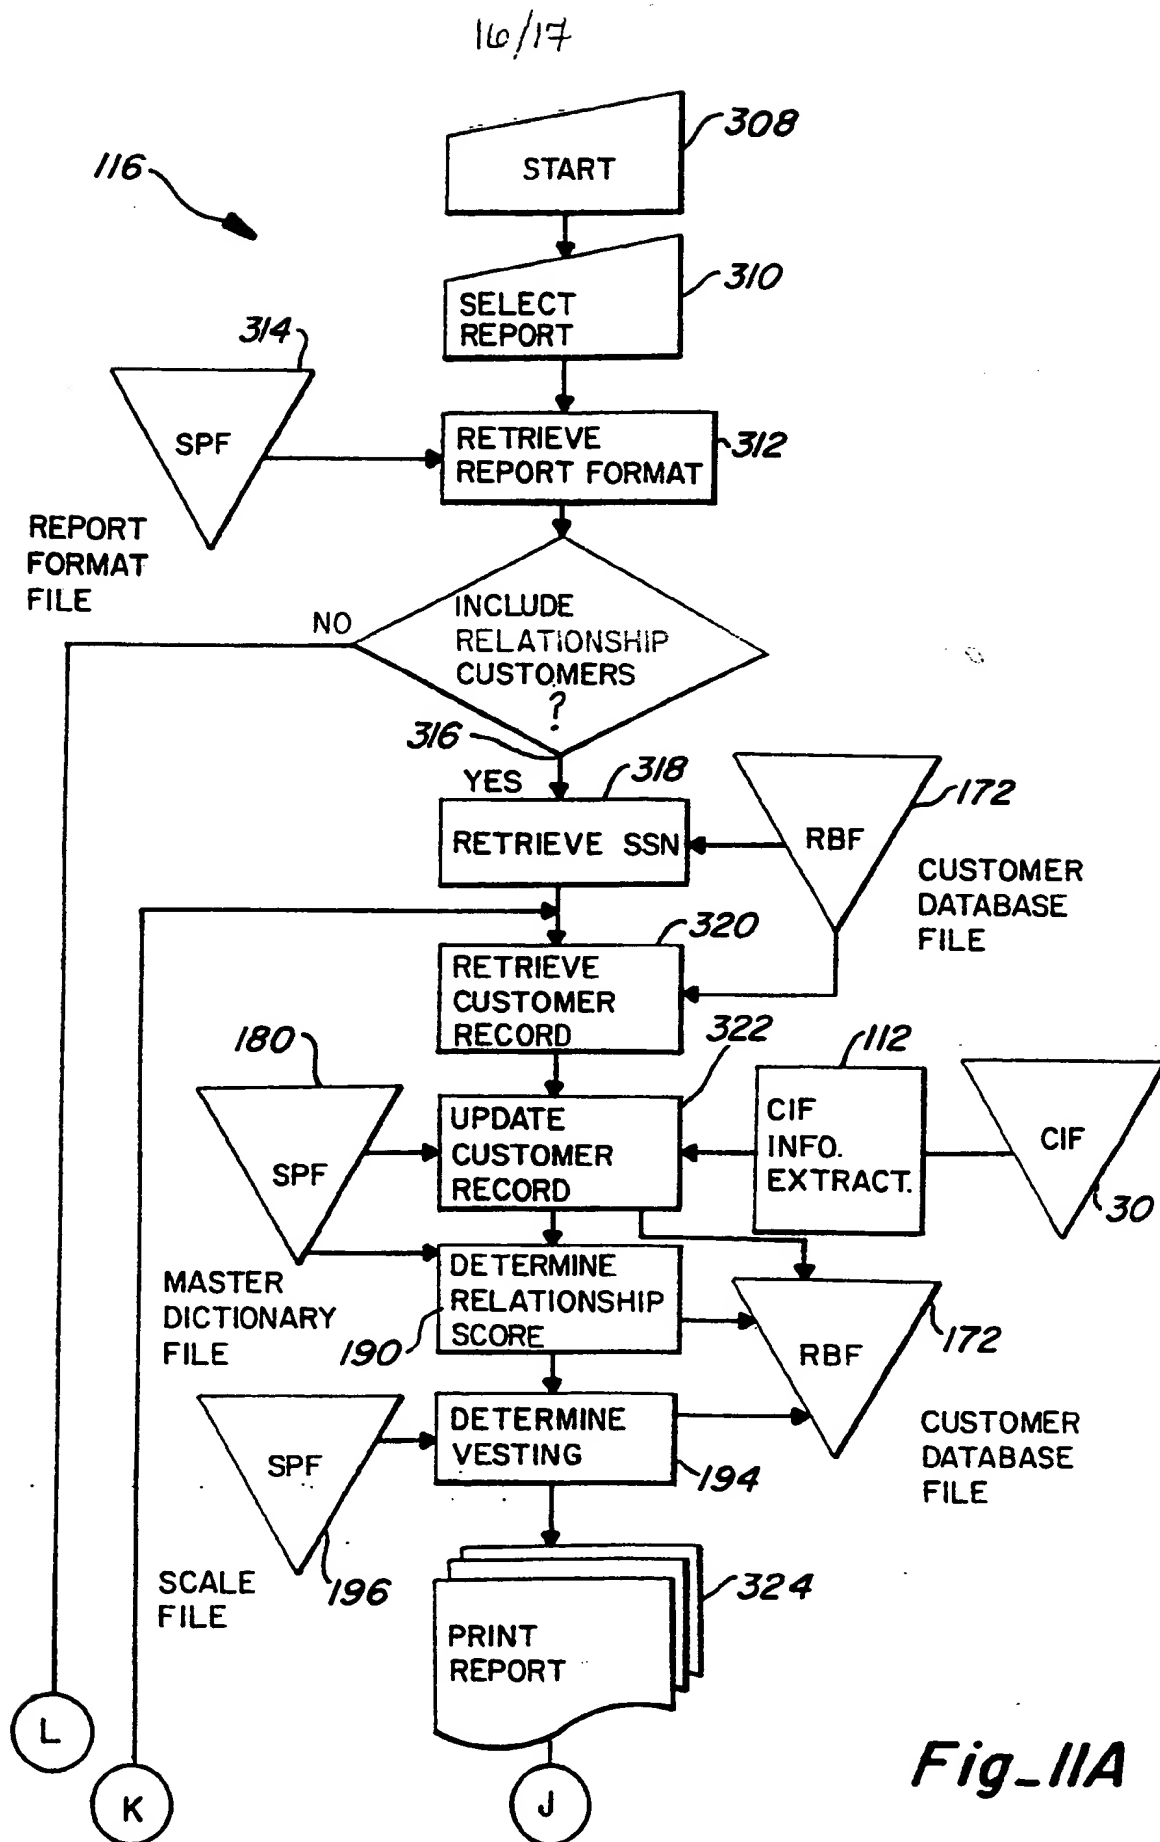 16/17
308
START
116
310
SELECT
REPORT
314
SPF
RETRIEVE
REPORT FORMAT
312
REPORT
FORMAT
FILE
NO
INCLUDE
RELATIONSHIP
CUSTOMERS
?
316
YES
318
RETRIEVE SSN
RBF
172
CUSTOMER
DATABASE
FILE
320
RETRIEVE
CUSTOMER
RECORD
322
180
SPF
UPDATE
CUSTOMER
RECORD
112
CIF
INFO.
EXTRACT.
CIF
30
MASTER
DICTIONARY
FILE
190
DETERMINE
RELATIONSHIP
SCORE
RBF
172
SPF
DETERMINE
VESTING
194
CUSTOMER
DATABASE
FILE
SCALE
FILE
196
324
PRINT
REPORT
L
K
J
Fig_11A